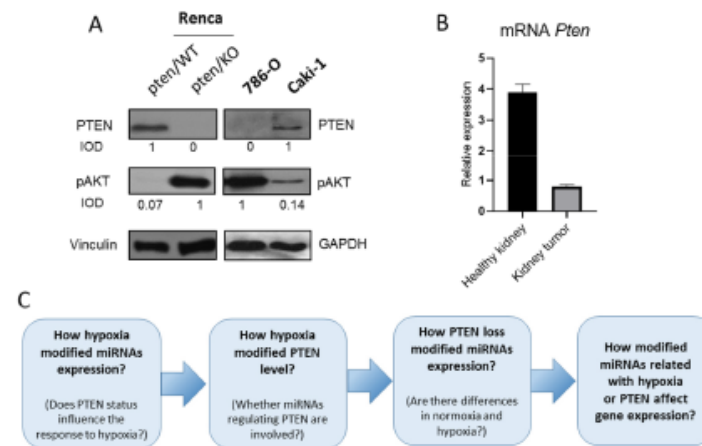 A
Renca
pten/WT
pten/KO
786-O
Caki-1
PTEN
PTEN
IOD
1
0
0
1
pAKT
pAKT
IOD
0.07
1
1
0.14
Vinculin
GAPDH
B
mRNA Pten
Relative expression
5
4
3
2
1
0
Healthy kidney
Kidney tumor
C
How hypoxia
modified miRNAs
expression?
(Does PTEN status
influence the
response to hypoxia?)
How hypoxia
modified PTEN
level?
(Whether miRNAs
regulating PTEN are
involved?)
How PTEN loss
modified miRNAs
expression?
(Are there differences
in normoxia and
hypoxia?)
How modified
miRNAs related
with hypoxia
or PTEN affect
gene expression?